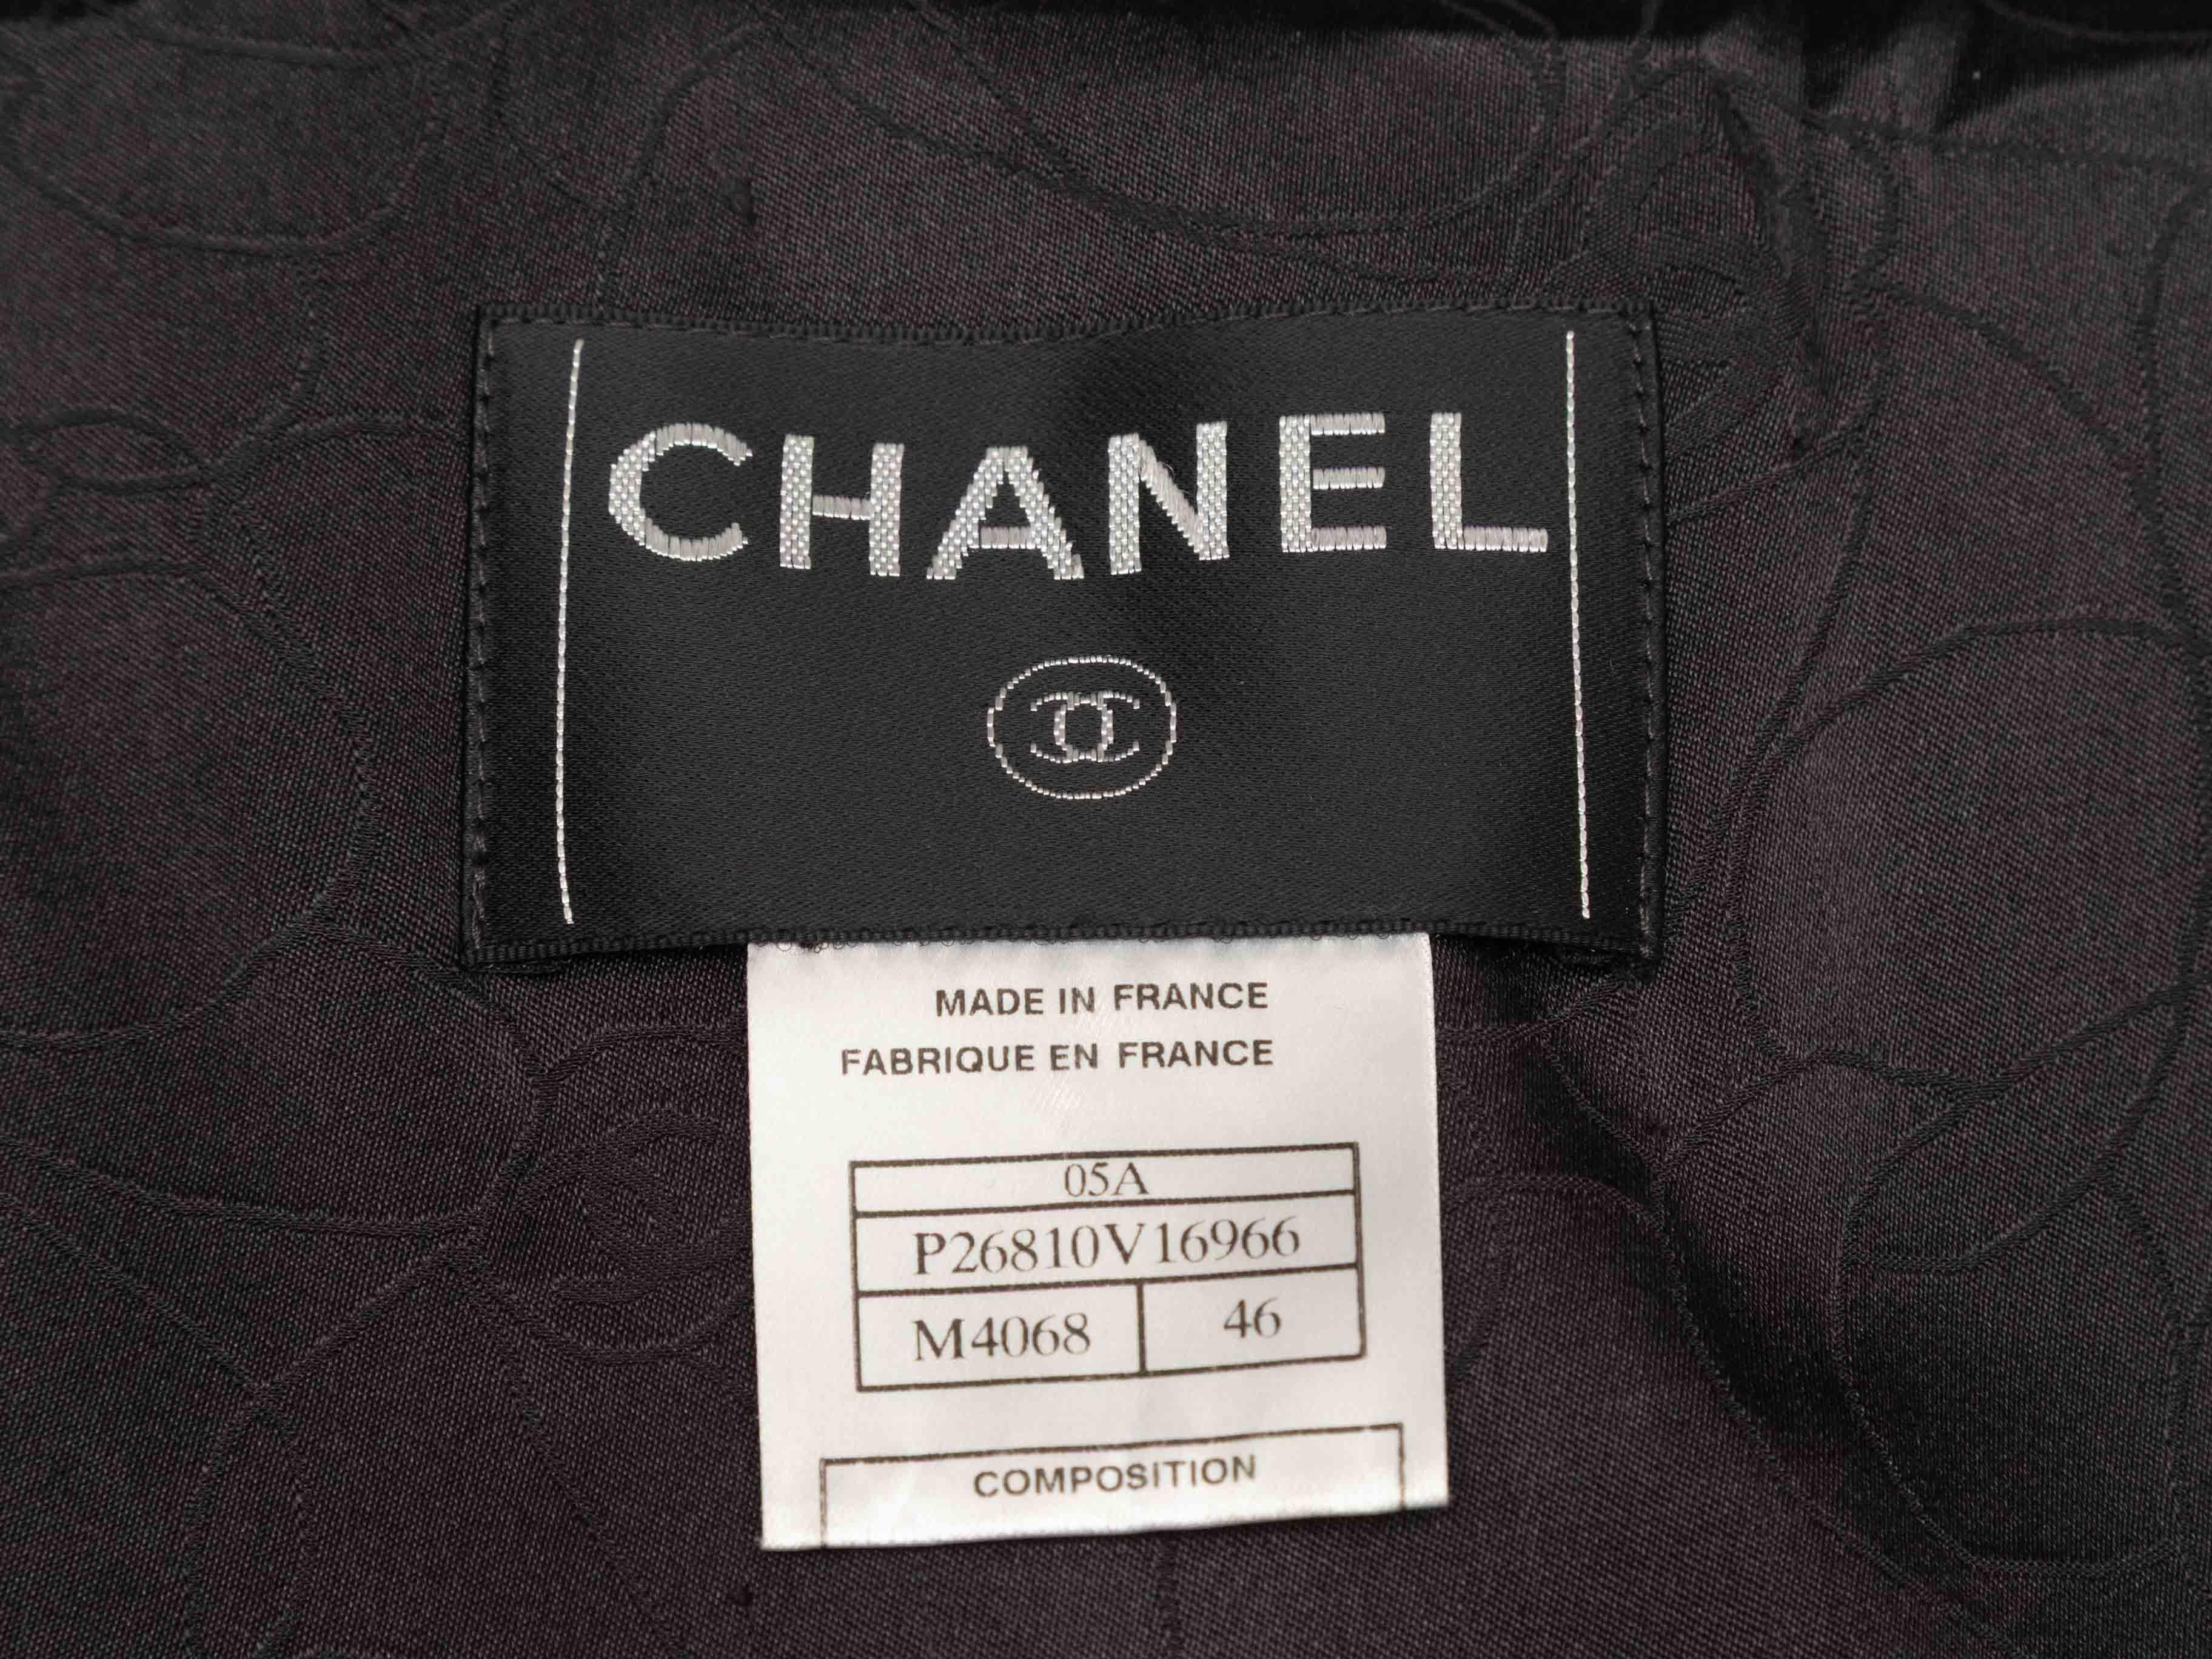 CHANEL
MADE IN FRANCE
FABRIQUE EN FRANCE
05A
P26810V16966
M4068 46
COMPOSITION